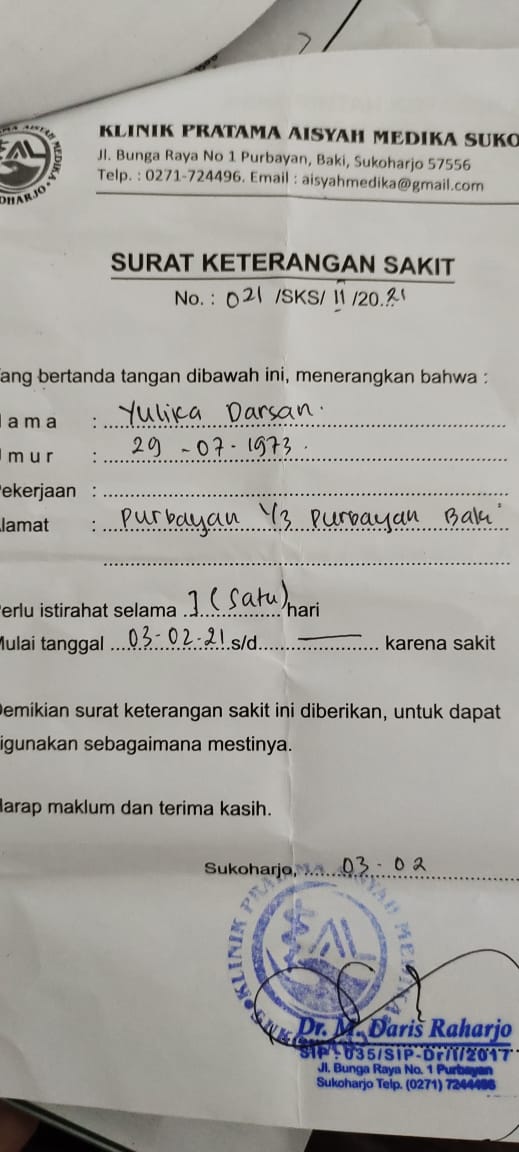 KLINIK PRATAMA AISYAH MEDIKA SUKO
Jl. Bunga Raya No 1 Purbayan, Baki, Sukoharjo 57556
Telp. : 0271-724496. Email : aisyahmedika@gmail.com
SURAT KETERANGAN SAKIT
No. : 021 /SKS/ II /20.21
ang bertanda tangan dibawah ini, menerangkan bahwa :
ama : Yulika Darsan.
mur : 29 - 07 - 1973.
ekerjaan :
lamat : Purbayan 1/3 Purbayan Baki
erlu istirahat selama 1 (Satu) hari
Mulai tanggal 03-02-21 s/d. — karena sakit
Demikian surat keterangan sakit ini diberikan, untuk dapat
igunakan sebagaimana mestinya.
Harap maklum dan terima kasih.
Sukoharjo, 03 - 02
KLINIK PRATAMA AISYAH MEDIKA
Dr. M. Daris Raharjo
SIP : 035/SIP-Dr/I/2017
Jl. Bunga Raya No. 1 Purbayan
Sukoharjo Telp. (0271) 7244496